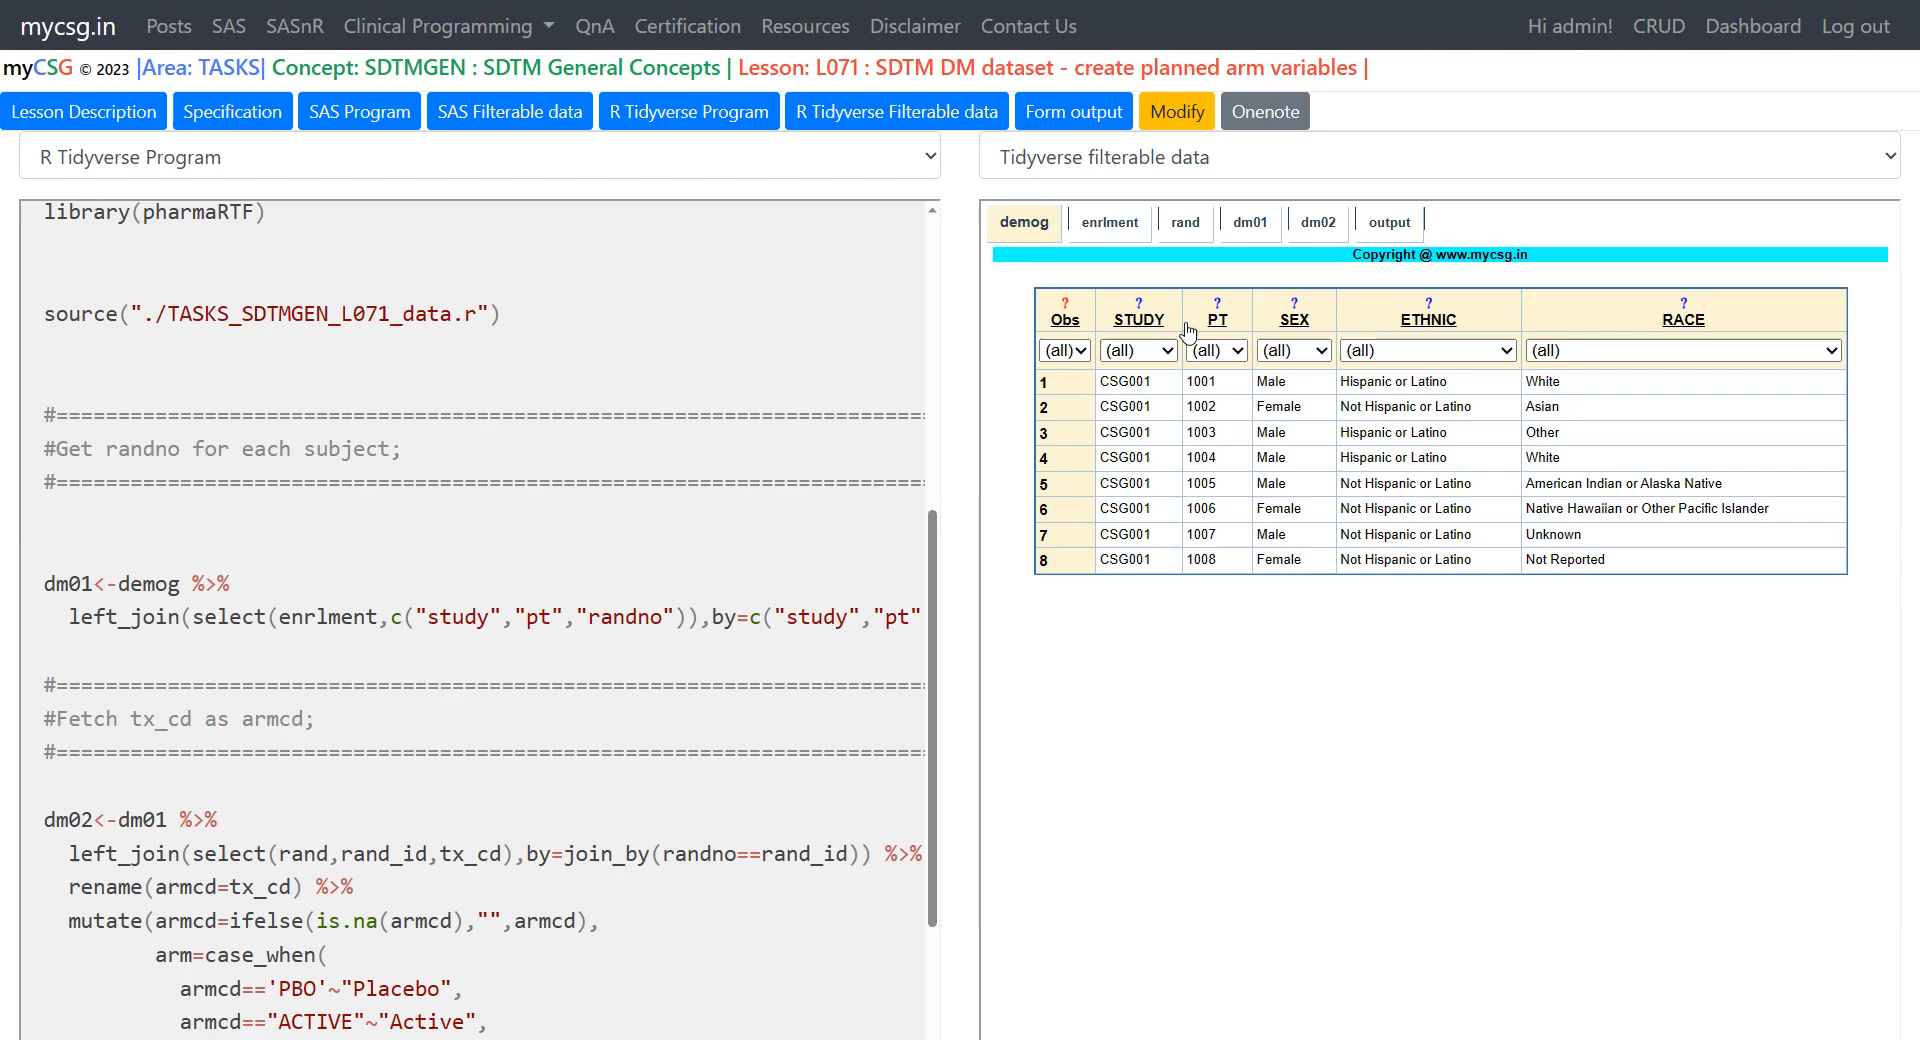 mycsg.in Posts SAS SASnR Clinical Programming QnA Certification Resources Disclaimer Contact Us Hi admin! CRUD Dashboard Log out
myCSG © 2023 |Area: TASKS| Concept: SDTMGEN : SDTM General Concepts | Lesson: L071 : SDTM DM dataset - create planned arm variables |
Lesson Description Specification SAS Program SAS Filterable data R Tidyverse Program R Tidyverse Filterable data Form output Modify Onenote
R Tidyverse Program
library(pharmaRTF)
source("./TASKS_SDTMGEN_L071_data.r")
#======================================================================
#Get randno for each subject;
#======================================================================
dm01<-demog %>%
left_join(select(enrlment,c("study","pt","randno")),by=c("study","pt"
#======================================================================
#Fetch tx_cd as armcd;
#======================================================================
dm02<-dm01 %>%
left_join(select(rand,rand_id,tx_cd),by=join_by(randno==rand_id)) %>%
rename(armcd=tx_cd) %>%
mutate(armcd=ifelse(is.na(armcd),"",armcd),
arm=case_when(
armcd=='PBO'~"Placebo",
armcd=="ACTIVE"~"Active",
Tidyverse filterable data
demog enrlment rand dm01 dm02 output
Copyright @ www.mycsg.in
? ? ? ? ? ?
Obs STUDY PT SEX ETHNIC RACE
(all) (all) (all) (all) (all) (all)
1 CSG001 1001 Male Hispanic or Latino White
2 CSG001 1002 Female Not Hispanic or Latino Asian
3 CSG001 1003 Male Hispanic or Latino Other
4 CSG001 1004 Male Hispanic or Latino White
5 CSG001 1005 Male Not Hispanic or Latino American Indian or Alaska Native
6 CSG001 1006 Female Not Hispanic or Latino Native Hawaiian or Other Pacific Islander
7 CSG001 1007 Male Not Hispanic or Latino Unknown
8 CSG001 1008 Female Not Hispanic or Latino Not Reported